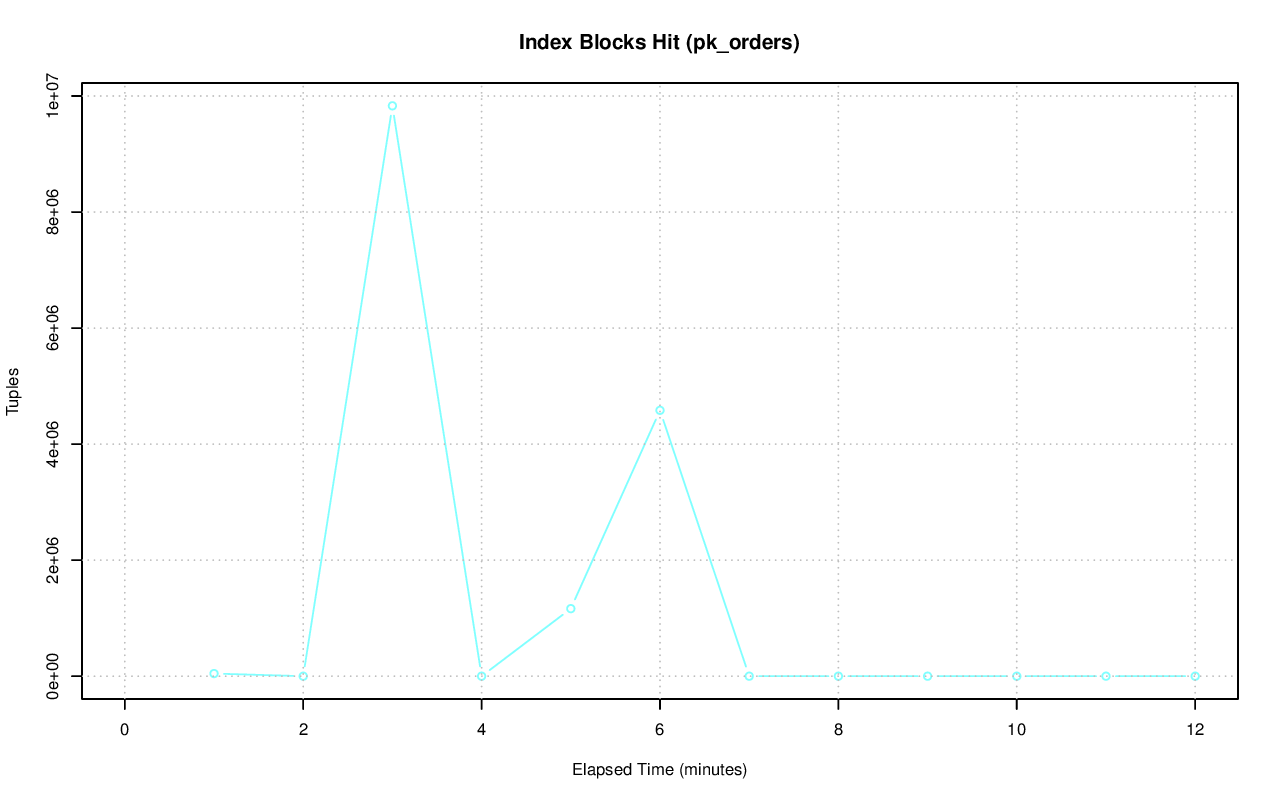 Index Blocks Hit (pk_orders)
1e+07
8e+06
6e+06
4e+06
2e+06
0e+00
Tuples
0 2 4 6 8 10 12
Elapsed Time (minutes)